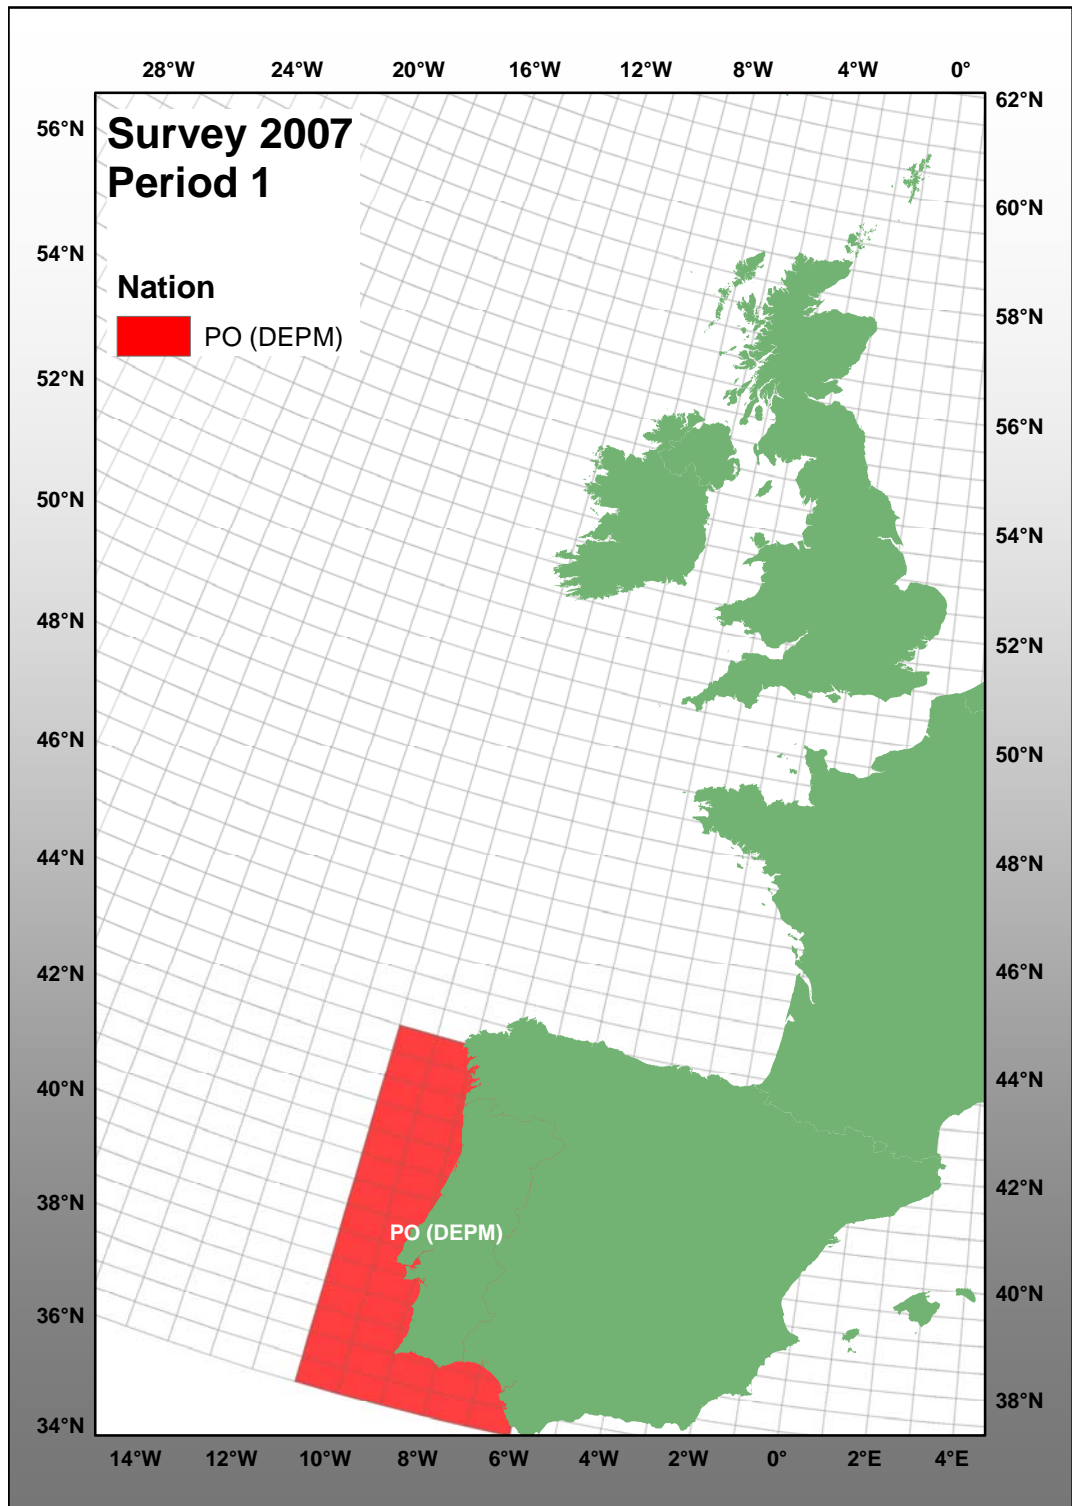 28°W 24°W 20°W 16°W 12°W 8°W 4°W 0°
Survey 2007
Period 1
Nation
PO (DEPM)
56°N
54°N
52°N
50°N
48°N
46°N
44°N
42°N
40°N
38°N
36°N
34°N
62°N
60°N
58°N
56°N
54°N
52°N
50°N
48°N
46°N
44°N
42°N
40°N
38°N
PO (DEPM)
14°W 12°W 10°W 8°W 6°W 4°W 2°W 0° 2°E 4°E